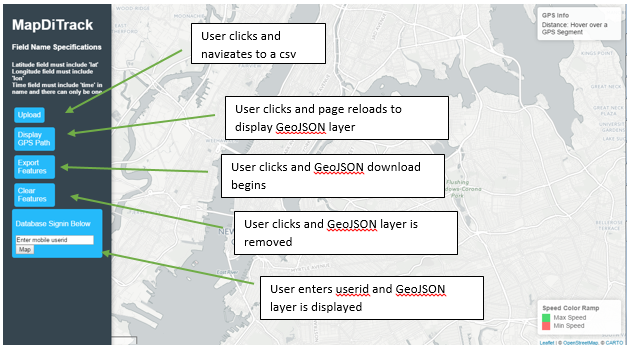 MapDiTrack
Field Name Specifications
Latitude field must include 'lat'
Longitude field must include
'lon'
Time field must include 'time' in
name and there can only be one
Upload
Display
GPS Path
Export
Features
Clear
Features
Database Signin Below
Enter mobile userid
Map
User clicks and
navigates to a csv
User clicks and page reloads to
display GeoJSON layer
User clicks and GeoJSON download
begins
User clicks and GeoJSON layer is
removed
User enters userid and GeoJSON
layer is displayed
GPS Info
Distance: Hover over a
GPS Segment
Flushing
Meadows-Corona
Park
NEW
Speed Color Ramp
Max Speed
Min Speed
Leaflet | © OpenStreetMap, © CARTO